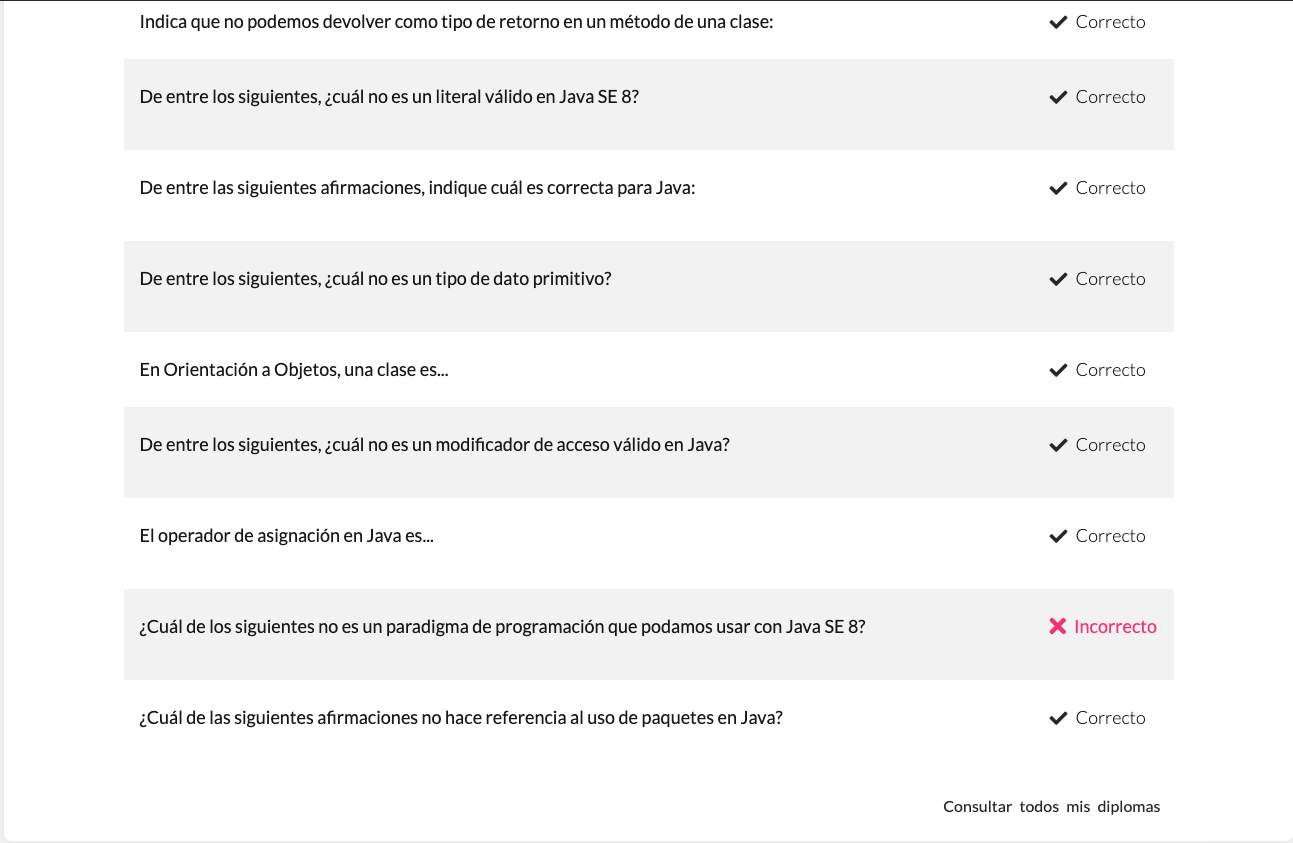 Indica que no podemos devolver como tipo de retorno en un método de una clase: Correcto
De entre los siguientes, ¿cuál no es un literal válido en Java SE 8? Correcto
De entre las siguientes afirmaciones, indique cuál es correcta para Java: Correcto
De entre los siguientes, ¿cuál no es un tipo de dato primitivo? Correcto
En Orientación a Objetos, una clase es... Correcto
De entre los siguientes, ¿cuál no es un modificador de acceso válido en Java? Correcto
El operador de asignación en Java es... Correcto
¿Cuál de los siguientes no es un paradigma de programación que podamos usar con Java SE 8? Incorrecto
¿Cuál de las siguientes afirmaciones no hace referencia al uso de paquetes en Java? Correcto
Consultar todos mis diplomas